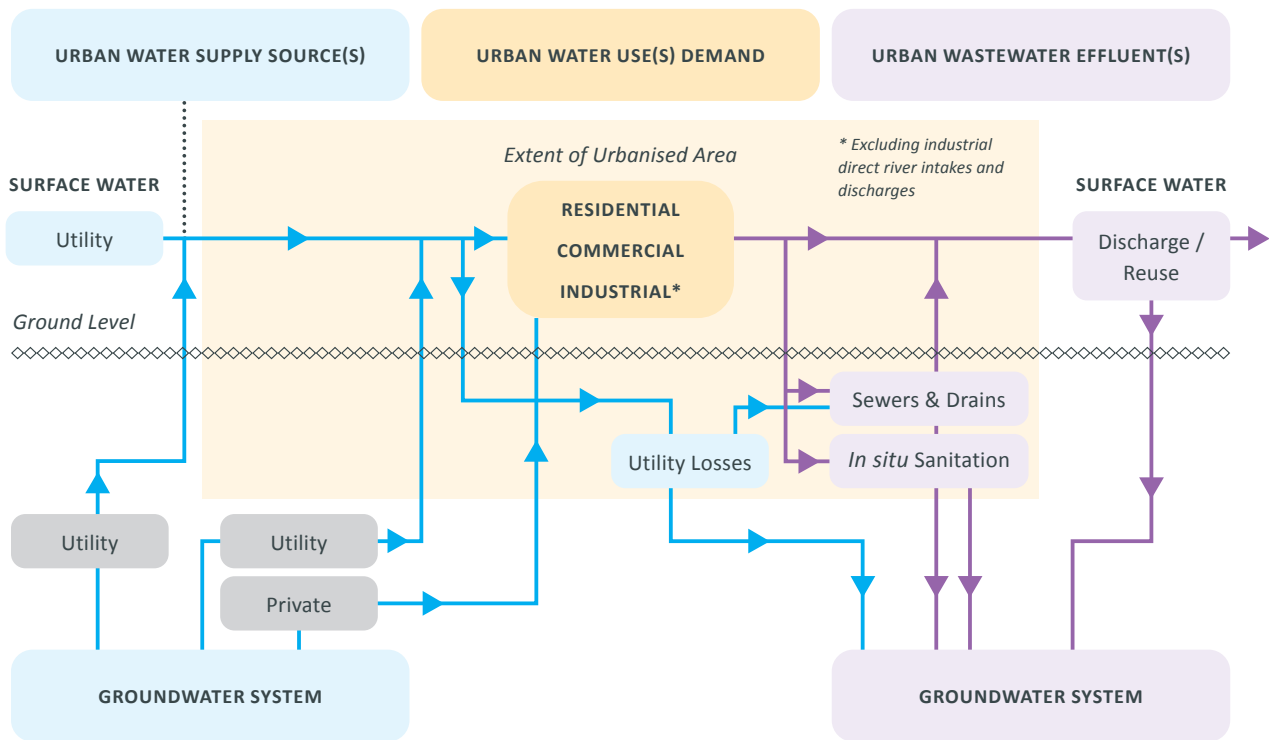 URBAN WATER SUPPLY SOURCE(S)
URBAN WATER USE(S) DEMAND
URBAN WASTEWATER EFFLUENT(S)
Extent of Urbanised Area
* Excluding industrial
direct river intakes and
discharges
SURFACE WATER
Utility
RESIDENTIAL
COMMERCIAL
INDUSTRIAL*
SURFACE WATER
Discharge /
Reuse
Ground Level
Sewers & Drains
Utility Losses
In situ Sanitation
Utility
Utility
Private
GROUNDWATER SYSTEM
GROUNDWATER SYSTEM